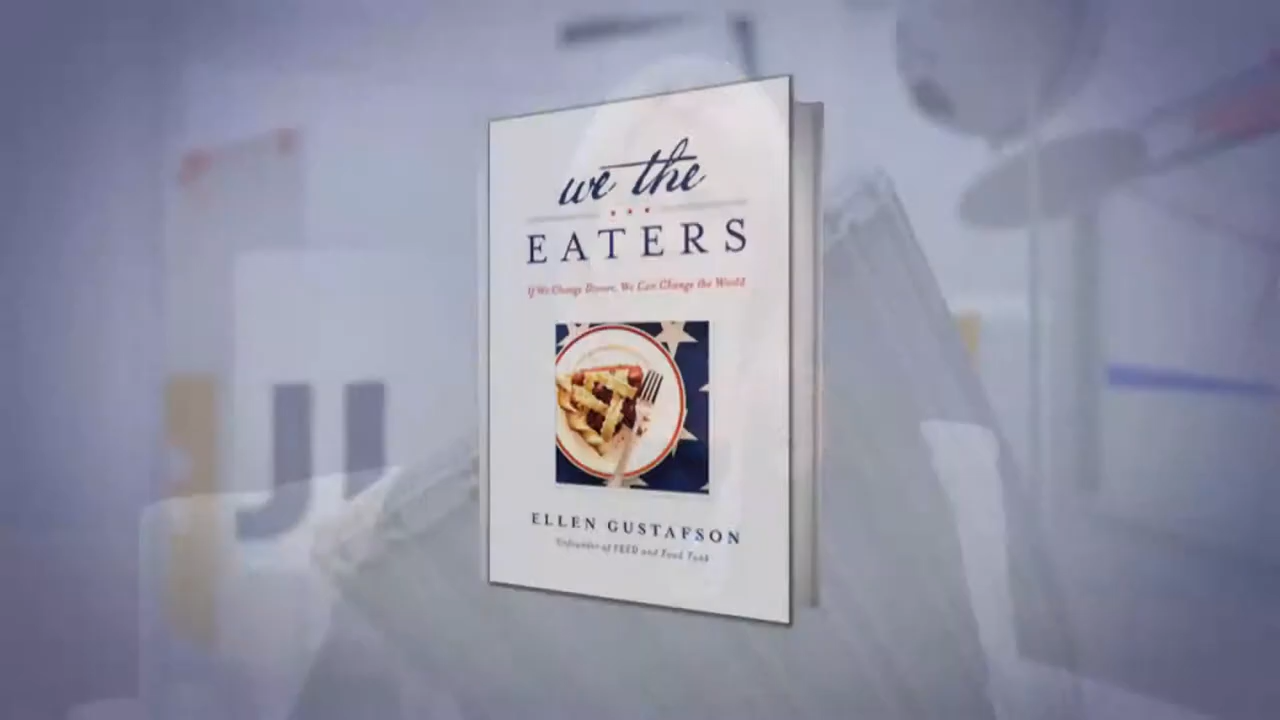 we the
EATERS
If We Change Dinner, We Can Change the World
ELLEN GUSTAFSON
Cofounder of FEED and Food Tank